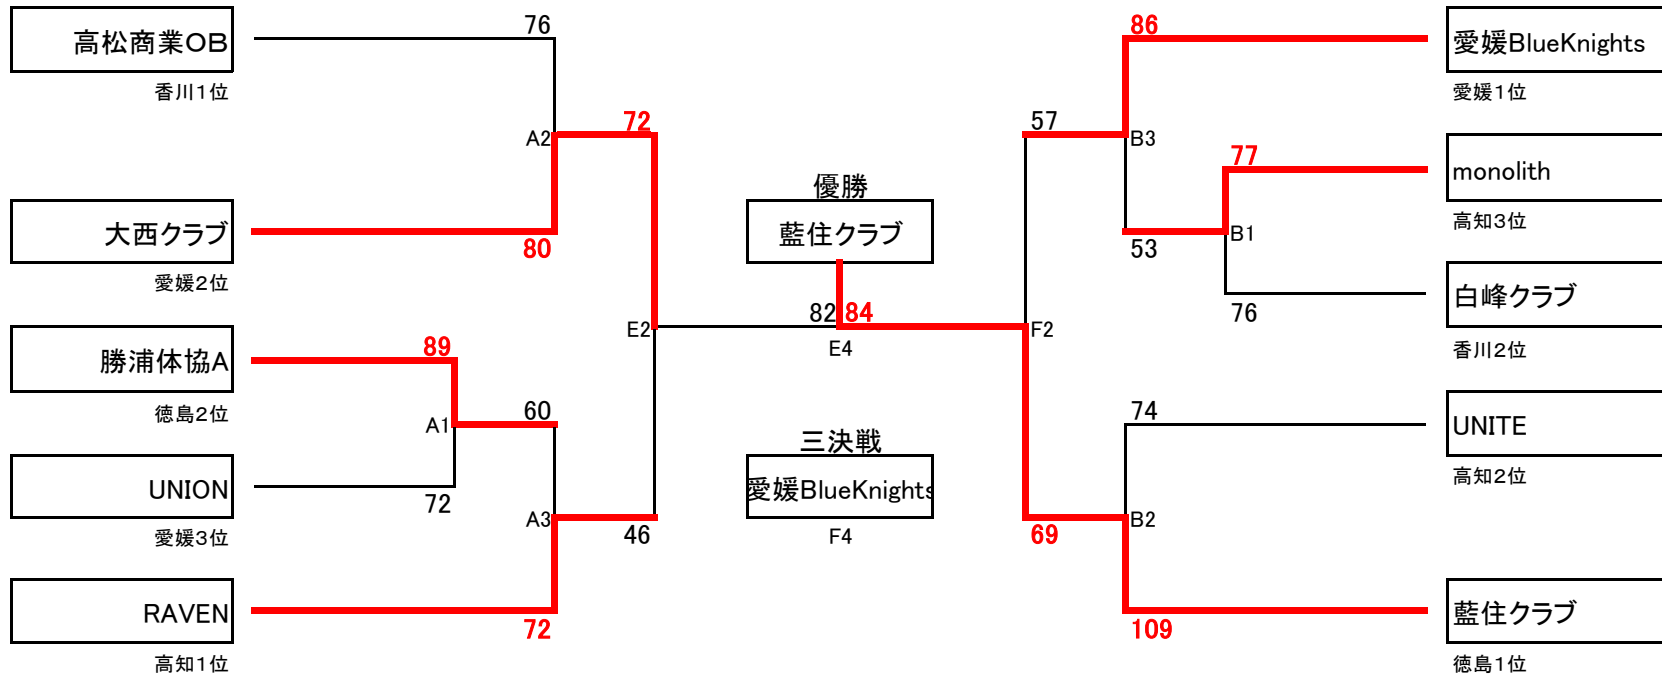 高松商業OB
香川1位
76
A2
72
大西クラブ
愛媛2位
80
勝浦体協A
徳島2位
89
A1
60
E2
UNION
愛媛3位
72
A3
46
RAVEN
高知1位
72
優勝
藍住クラブ
82
84
E4
三決戦
愛媛BlueKnights
F4
86
愛媛BlueKnights
愛媛1位
57
B3
77
monolith
高知3位
53
B1
白峰クラブ
香川2位
76
F2
74
UNITE
高知2位
69
B2
109
藍住クラブ
徳島1位